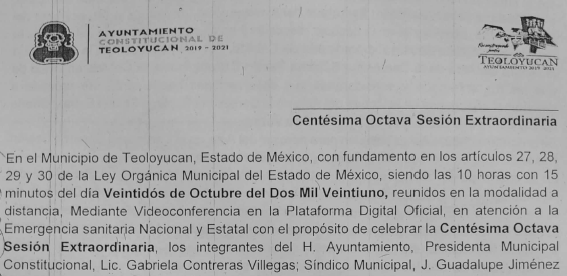 AYUNTAMIENTO
CONSTITUCIONAL DE
TEOLOYUCAN 2019 - 2021
TEOLOYUCAN
AYUNTAMIENTO 2019-2021
Centésima Octava Sesión Extraordinaria
En el Municipio de Teoloyucan, Estado de México, con fundamento en los artículos 27, 28,
29 y 30 de la Ley Orgánica Municipal del Estado de México, siendo las 10 horas con 15
minutos del día Veintidós de Octubre del Dos Mil Veintiuno, reunidos en la modalidad a
distancia, Mediante Videoconferencia en la Plataforma Digital Oficial, en atención a la
Emergencia sanitaria Nacional y Estatal con el propósito de celebrar la Centésima Octava
Sesión Extraordinaria, los integrantes del H. Ayuntamiento, Presidenta Municipal
Constitucional, Lic. Gabriela Contreras Villegas; Síndico Municipal, J. Guadalupe Jiménez